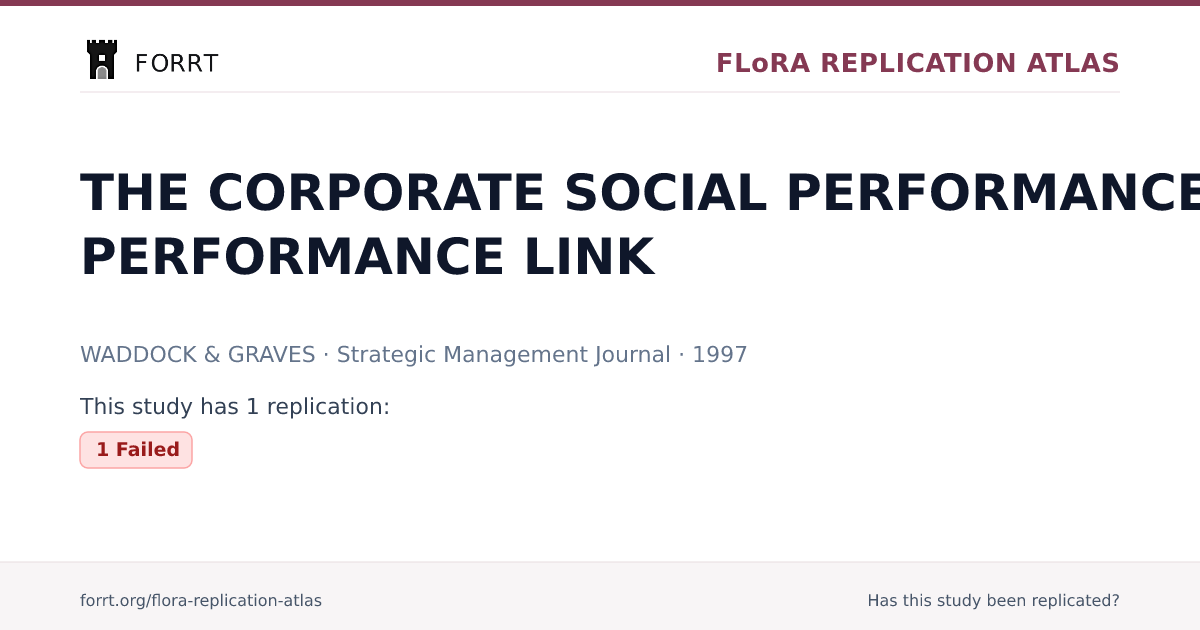 FORRT
FLoRA REPLICATION ATLAS
THE CORPORATE SOCIAL PERFORMANCE
PERFORMANCE LINK
WADDOCK & GRAVES · Strategic Management Journal · 1997
This study has 1 replication:
1 Failed
forrt.org/flora-replication-atlas
Has this study been replicated?